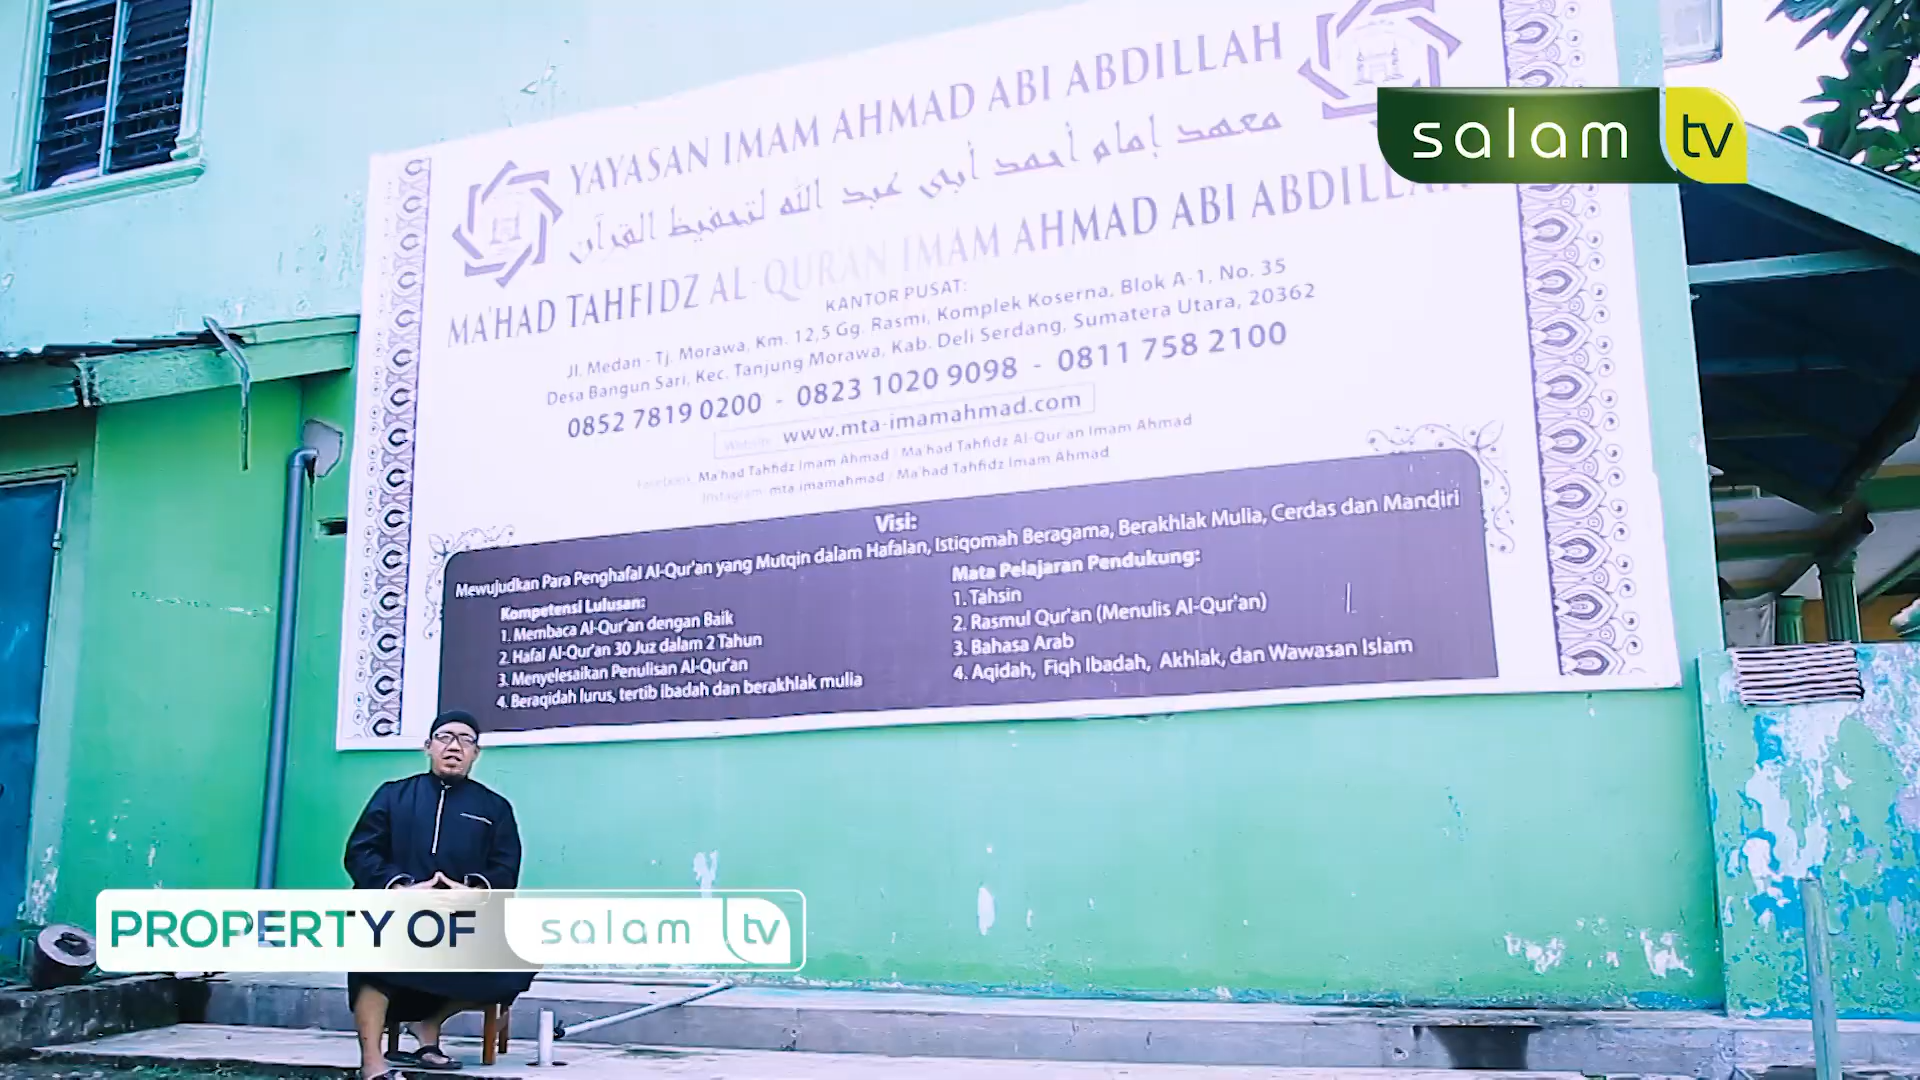 salam tv
YAYASAN IMAM AHMAD ABI ABDILLAH
معهد إمام أحمد أبي عبد الله لتحفيظ القرآن
MA'HAD TAHFIDZ AL-QUR'AN IMAM AHMAD ABI ABDILLAH
KANTOR PUSAT:
Jl. Medan - Tj. Morawa, Km. 12,5 Gg. Rasmi, Komplek Koserna, Blok A-1, No. 35
Desa Bangun Sari, Kec. Tanjung Morawa, Kab. Deli Serdang, Sumatera Utara, 20362
0852 7819 0200 - 0823 1020 9098 - 0811 758 2100
Website: www.mta-imamahmad.com
Facebook: Ma'had Tahfidz Imam Ahmad / Ma'had Tahfidz Al-Qur'an Imam Ahmad
Instagram: mta.imamahmad / Ma'had Tahfidz Imam Ahmad
Visi:
Mewujudkan Para Penghafal Al-Qur'an yang Mutqin dalam Hafalan, Istiqomah Beragama, Berakhlak Mulia, Cerdas dan Mandiri
Kompetensi Lulusan:
1. Membaca Al-Qur'an dengan Baik
2. Hafal Al-Qur'an 30 Juz dalam 2 Tahun
3. Menyelesaikan Penulisan Al-Qur'an
4. Beraqidah lurus, tertib ibadah dan berakhlak mulia
Mata Pelajaran Pendukung:
1. Tahsin
2. Rasmul Qur'an (Menulis Al-Qur'an)
3. Bahasa Arab
4. Aqidah, Fiqh Ibadah, Akhlak, dan Wawasan Islam
PROPERTY OF salam tv